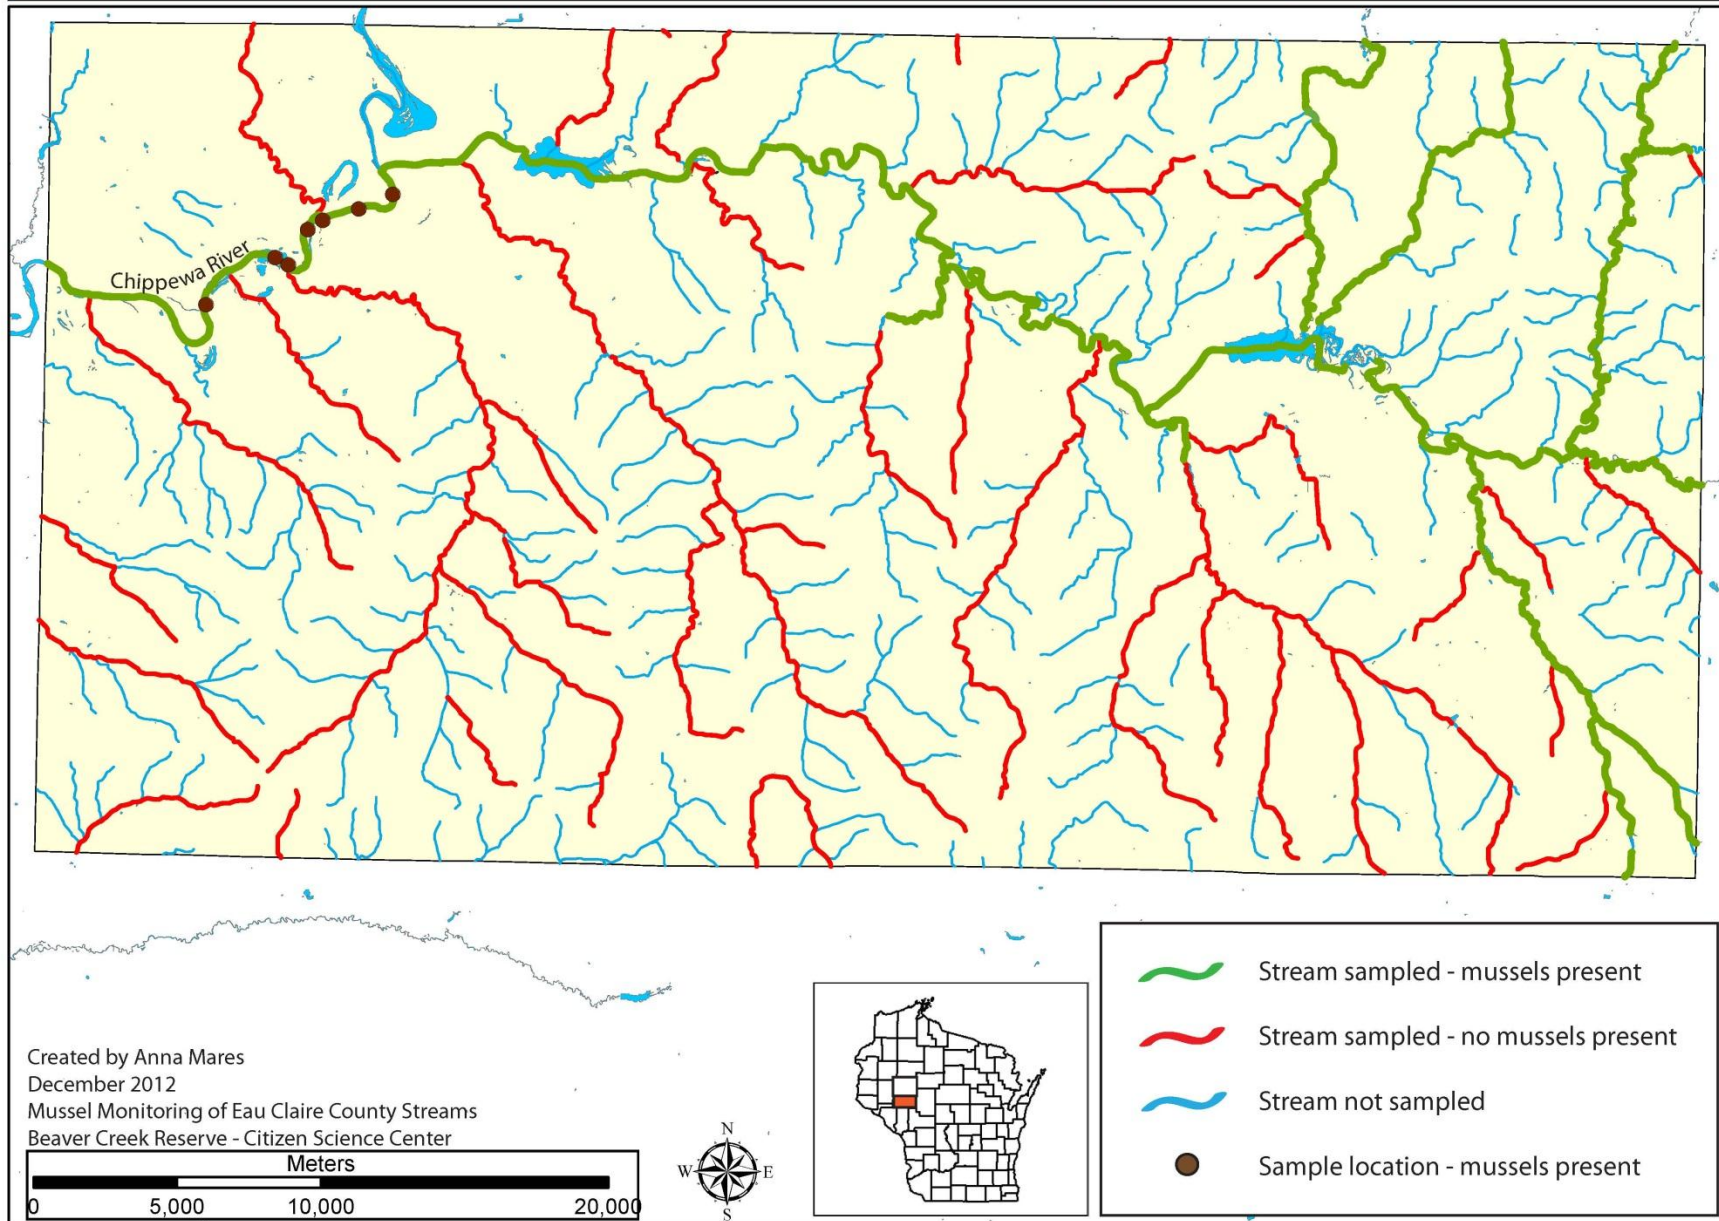 Chippewa River
Stream sampled - mussels present
Stream sampled - no mussels present
Stream not sampled
Sample location - mussels present
Created by Anna Mares
December 2012
Mussel Monitoring of Eau Claire County Streams
Beaver Creek Reserve - Citizen Science Center
Meters
0 5,000 10,000 20,000
N
W E
S